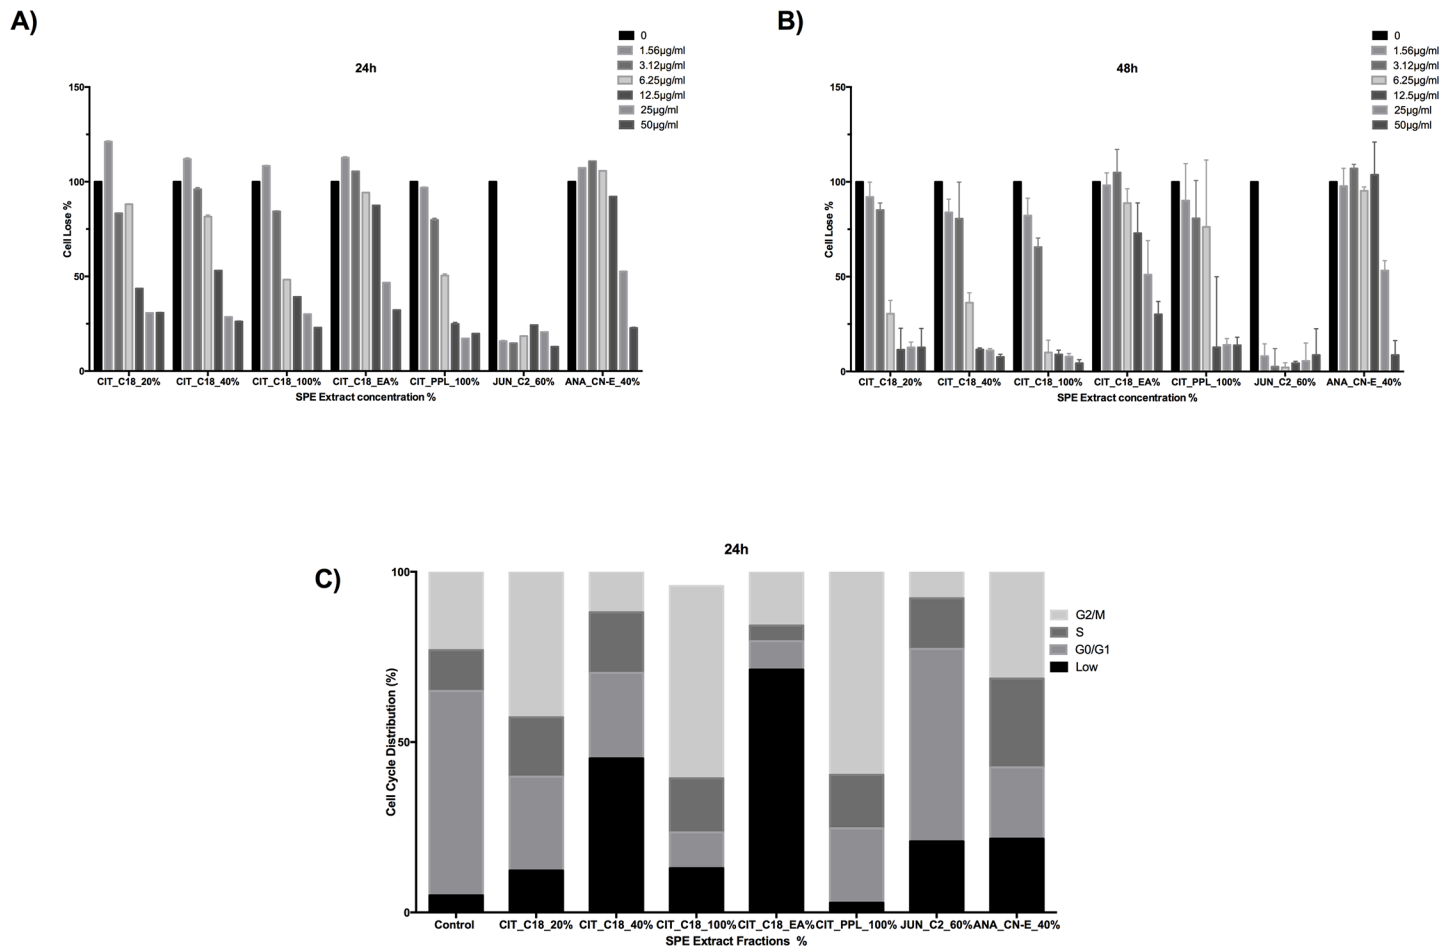 A)
24h
0
1.56µg/ml
3.12µg/ml
6.25µg/ml
12.5µg/ml
25µg/ml
50µg/ml
Cell Lose %
150
100
50
0
CIT_C18_20% CIT_C18_40% CIT_C18_100% CIT_C18_EA% CIT_PPL_100% JUN_C2_60% ANA_CN-E_40%
SPE Extract concentration %
B)
48h
0
1.56µg/ml
3.12µg/ml
6.25µg/ml
12.5µg/ml
25µg/ml
50µg/ml
Cell Lose %
150
100
50
0
CIT_C18_20% CIT_C18_40% CIT_C18_100% CIT_C18_EA% CIT_PPL_100% JUN_C2_60% ANA_CN-E_40%
SPE Extract concentration %
C)
24h
G2/M
S
G0/G1
Low
Cell Cycle Distribution (%)
100
50
0
Control CIT_C18_20% CIT_C18_40% CIT_C18_100% CIT_C18_EA% CIT_PPL_100% JUN_C2_60% ANA_CN-E_40%
SPE Extract Fractions %